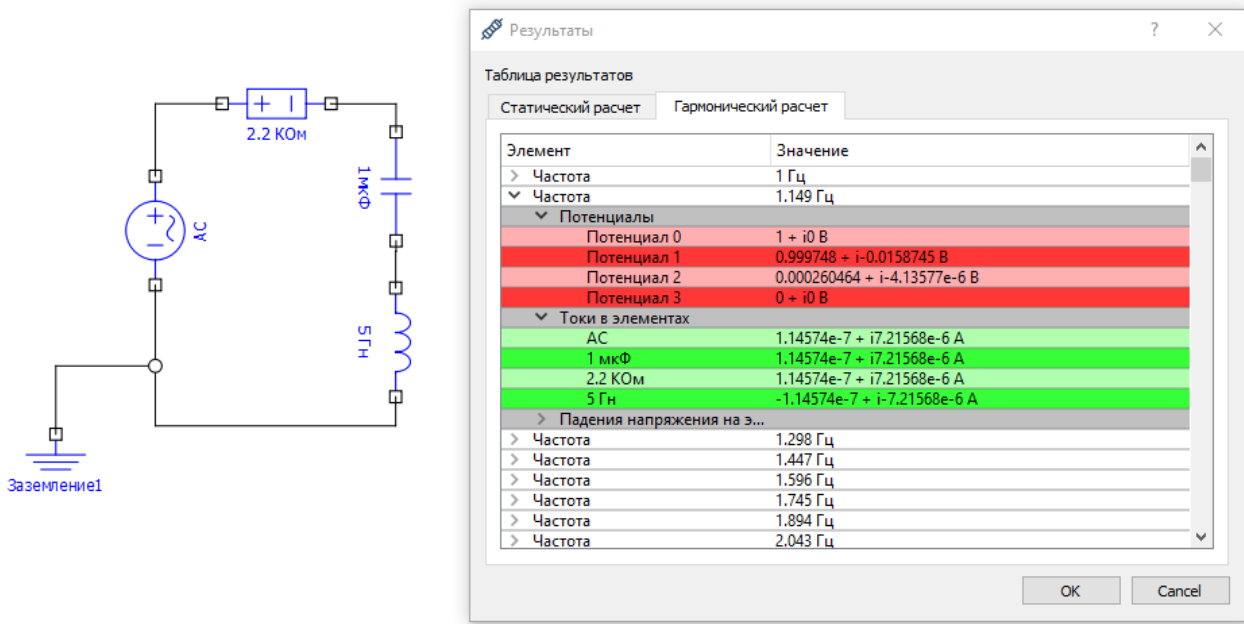 2.2 КОм
1 мкФ
AC
5 Гн
Заземление1
Результаты
Таблица результатов
Статический расчет Гармонический расчет
Элемент Значение
Частота 1 Гц
Частота 1.149 Гц
Потенциалы
Потенциал 0 1 + i0 В
Потенциал 1 0.999748 + i-0.0158745 В
Потенциал 2 0.000260464 + i-4.13577e-6 В
Потенциал 3 0 + i0 В
Токи в элементах
AC 1.14574e-7 + i7.21568e-6 А
1 мкФ 1.14574e-7 + i7.21568e-6 А
2.2 КОм 1.14574e-7 + i7.21568e-6 А
5 Гн -1.14574e-7 + i-7.21568e-6 А
Падения напряжения на э...
Частота 1.298 Гц
Частота 1.447 Гц
Частота 1.596 Гц
Частота 1.745 Гц
Частота 1.894 Гц
Частота 2.043 Гц
OK Cancel